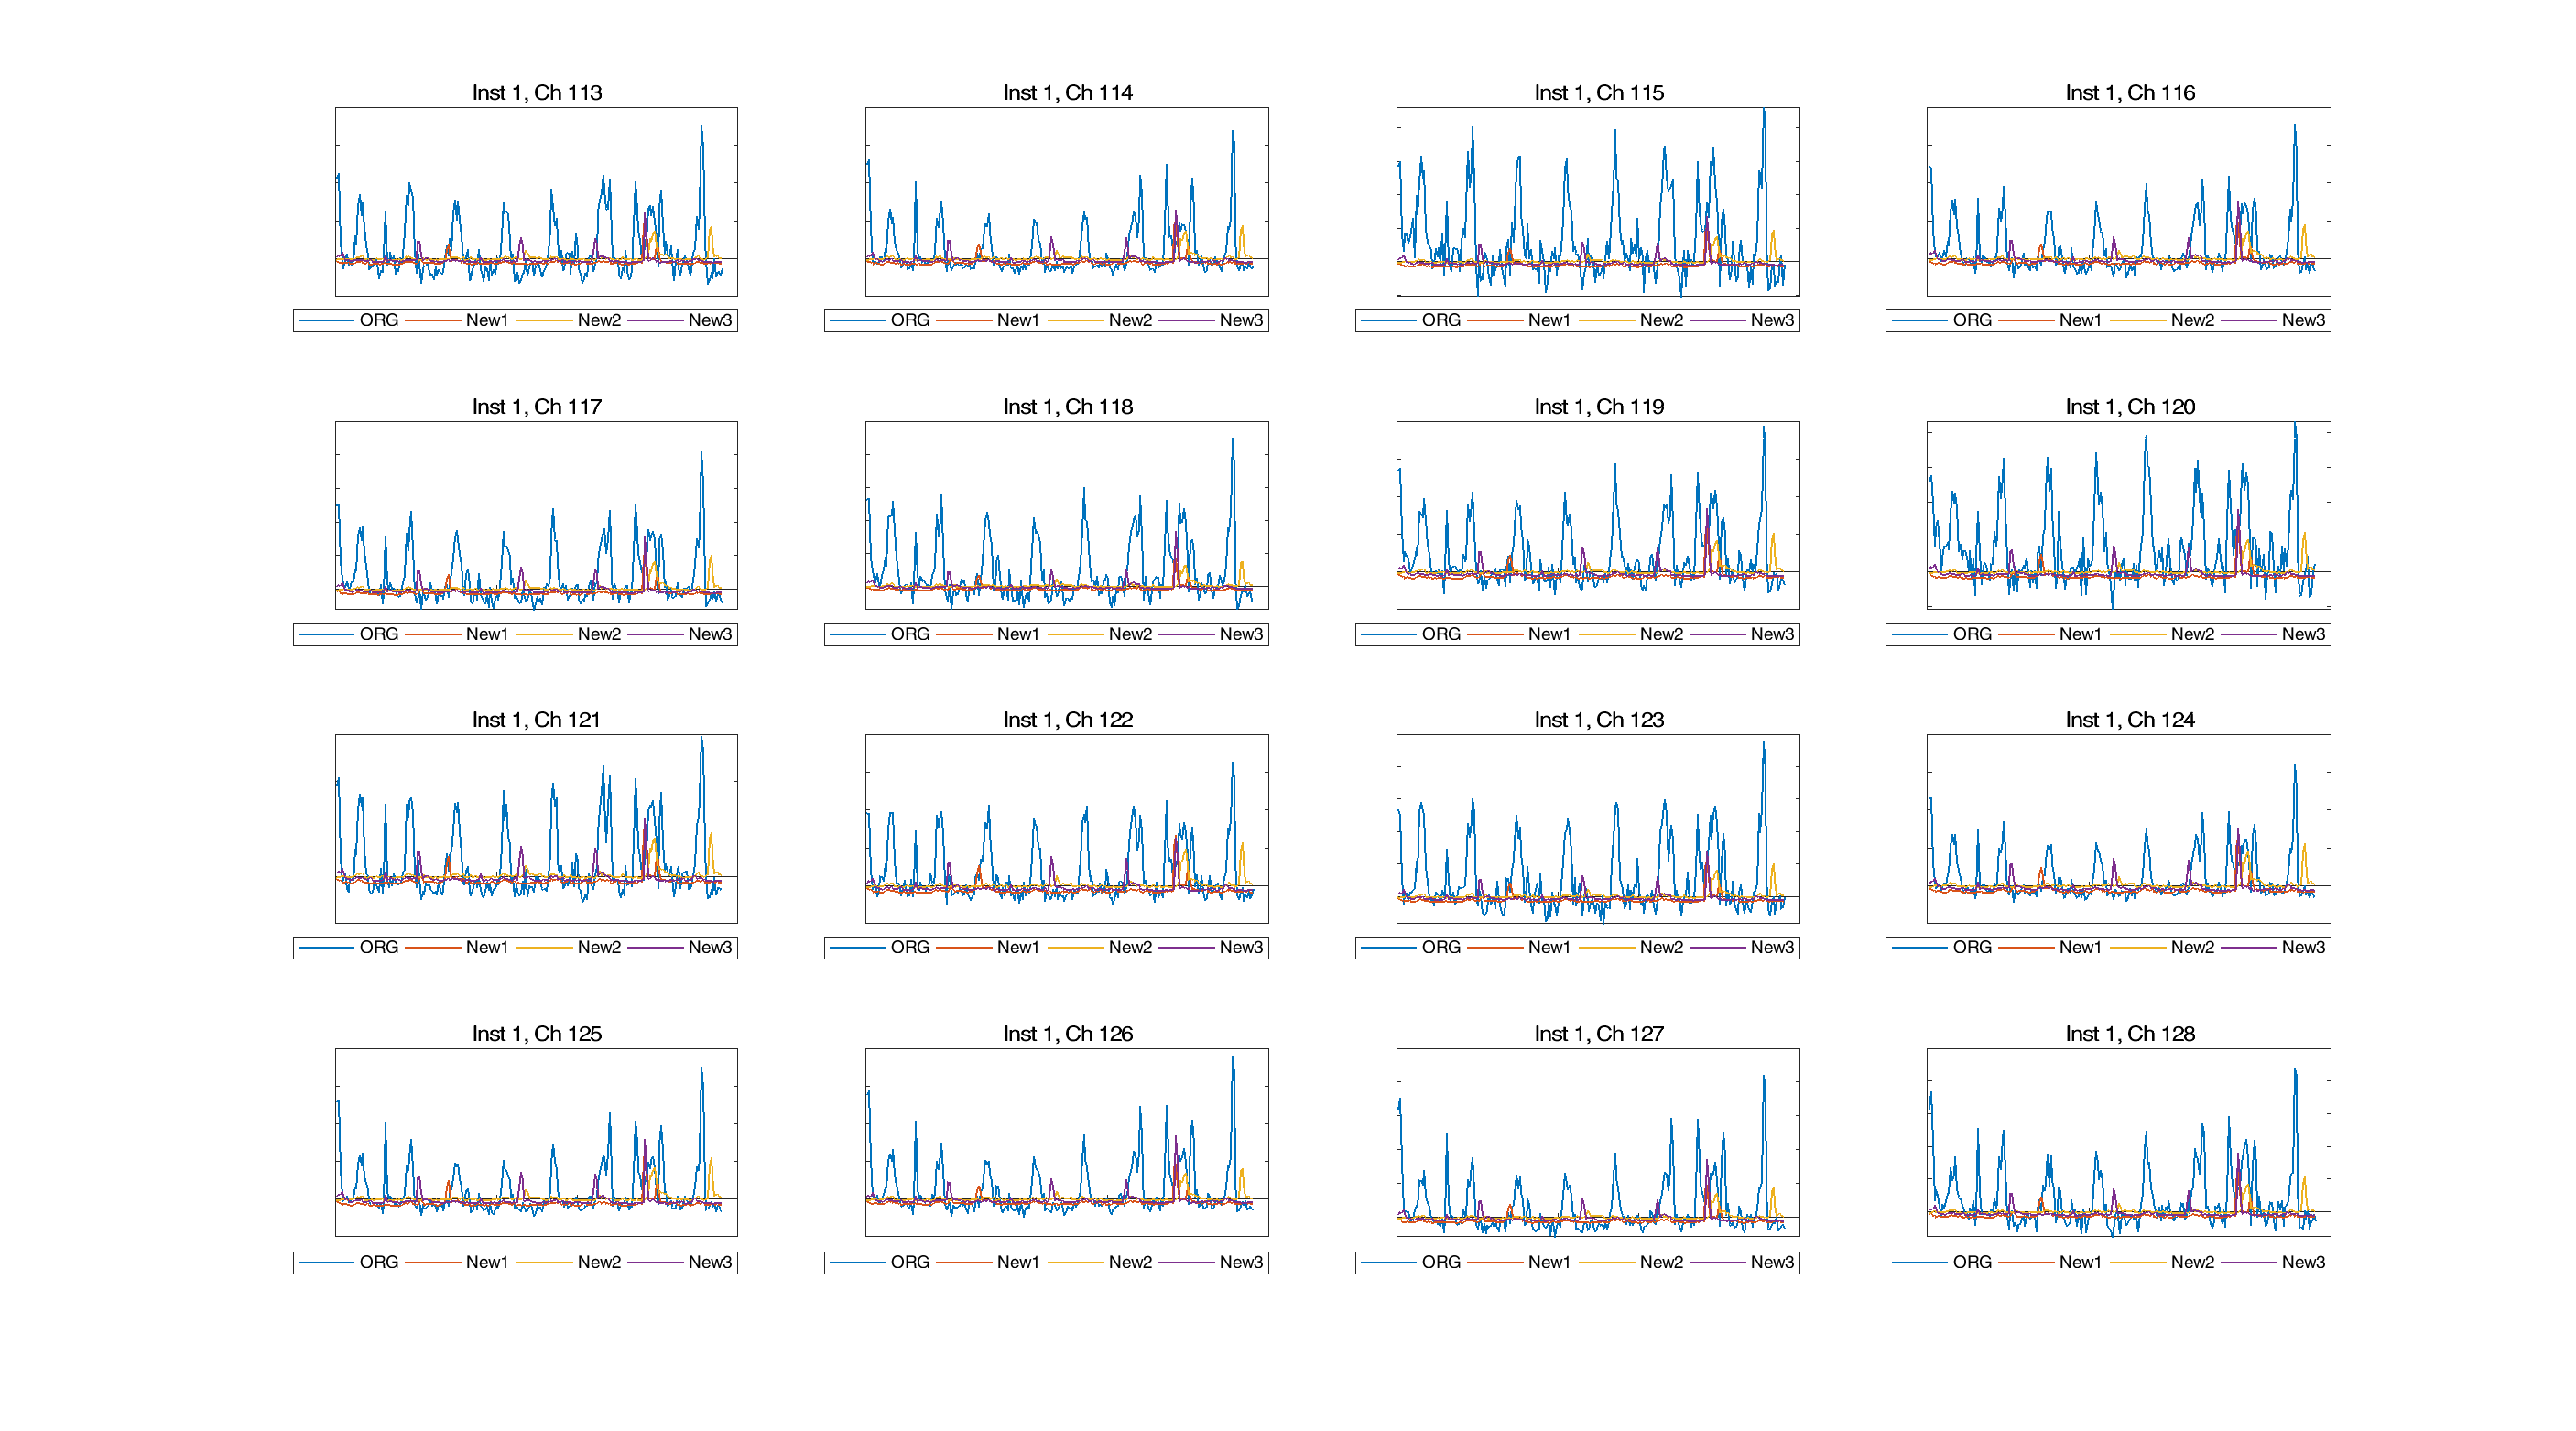 Inst 1, Ch 113
ORG New1 New2 New3
Inst 1, Ch 114
ORG New1 New2 New3
Inst 1, Ch 115
ORG New1 New2 New3
Inst 1, Ch 116
ORG New1 New2 New3
Inst 1, Ch 117
ORG New1 New2 New3
Inst 1, Ch 118
ORG New1 New2 New3
Inst 1, Ch 119
ORG New1 New2 New3
Inst 1, Ch 120
ORG New1 New2 New3
Inst 1, Ch 121
ORG New1 New2 New3
Inst 1, Ch 122
ORG New1 New2 New3
Inst 1, Ch 123
ORG New1 New2 New3
Inst 1, Ch 124
ORG New1 New2 New3
Inst 1, Ch 125
ORG New1 New2 New3
Inst 1, Ch 126
ORG New1 New2 New3
Inst 1, Ch 127
ORG New1 New2 New3
Inst 1, Ch 128
ORG New1 New2 New3